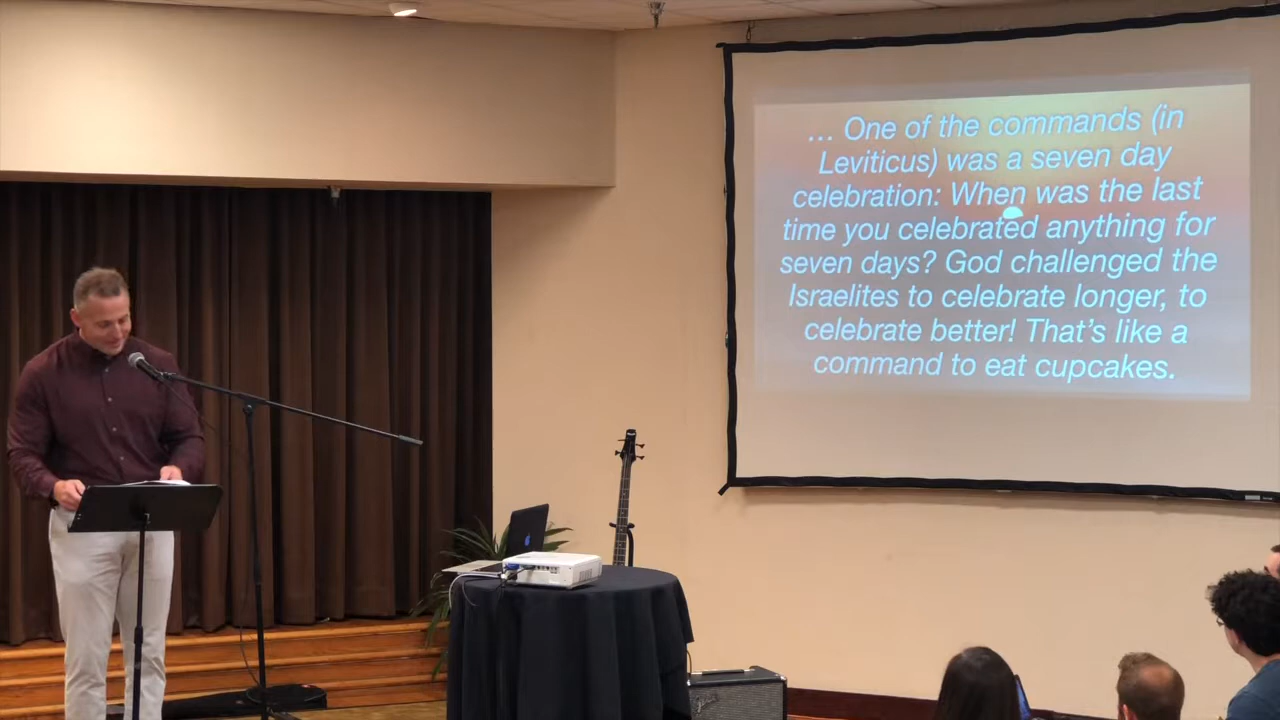 ... One of the commands (in
Leviticus) was a seven day
celebration: When was the last
time you celebrated anything for
seven days? God challenged the
Israelites to celebrate longer, to
celebrate better! That's like a
command to eat cupcakes.